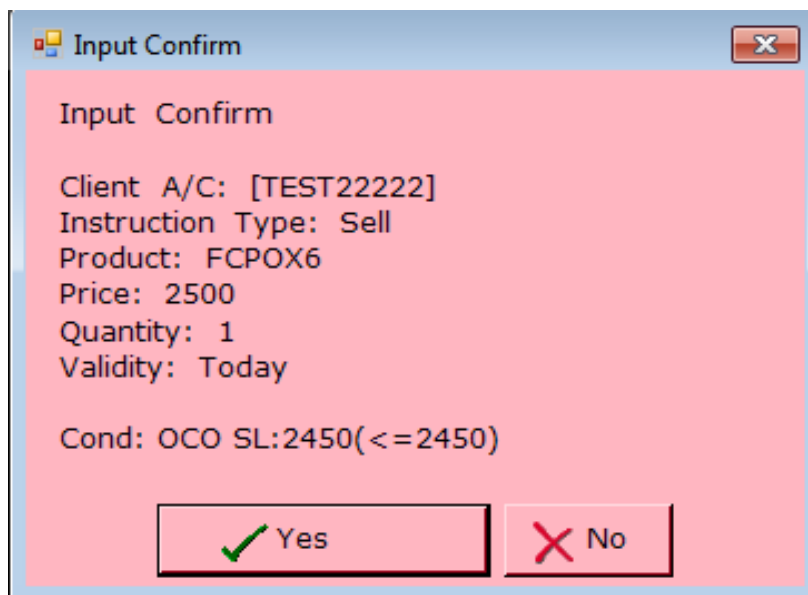 Input Confirm
Input Confirm
Client A/C: [TEST22222]
Instruction Type: Sell
Product: FCPOX6
Price: 2500
Quantity: 1
Validity: Today
Cond: OCO SL:2450(<=2450)
Yes
No